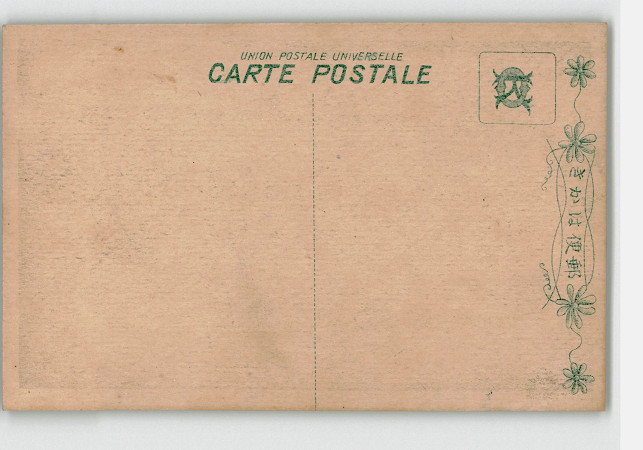 UNION POSTALE UNIVERSELLE
CARTE POSTALE
きかは便郵